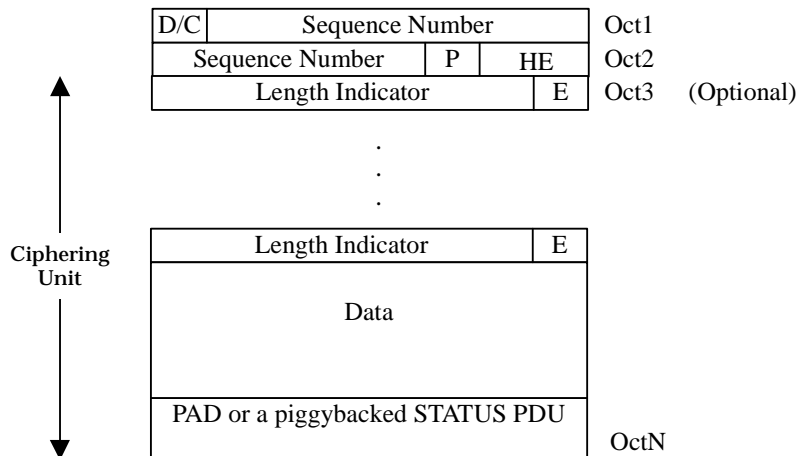 D/C Sequence Number Oct1
Sequence Number P HE Oct2
Length Indicator E Oct3 (Optional)
.
.
.
Length Indicator E
Ciphering
Unit
Data
PAD or a piggybacked STATUS PDU
OctN